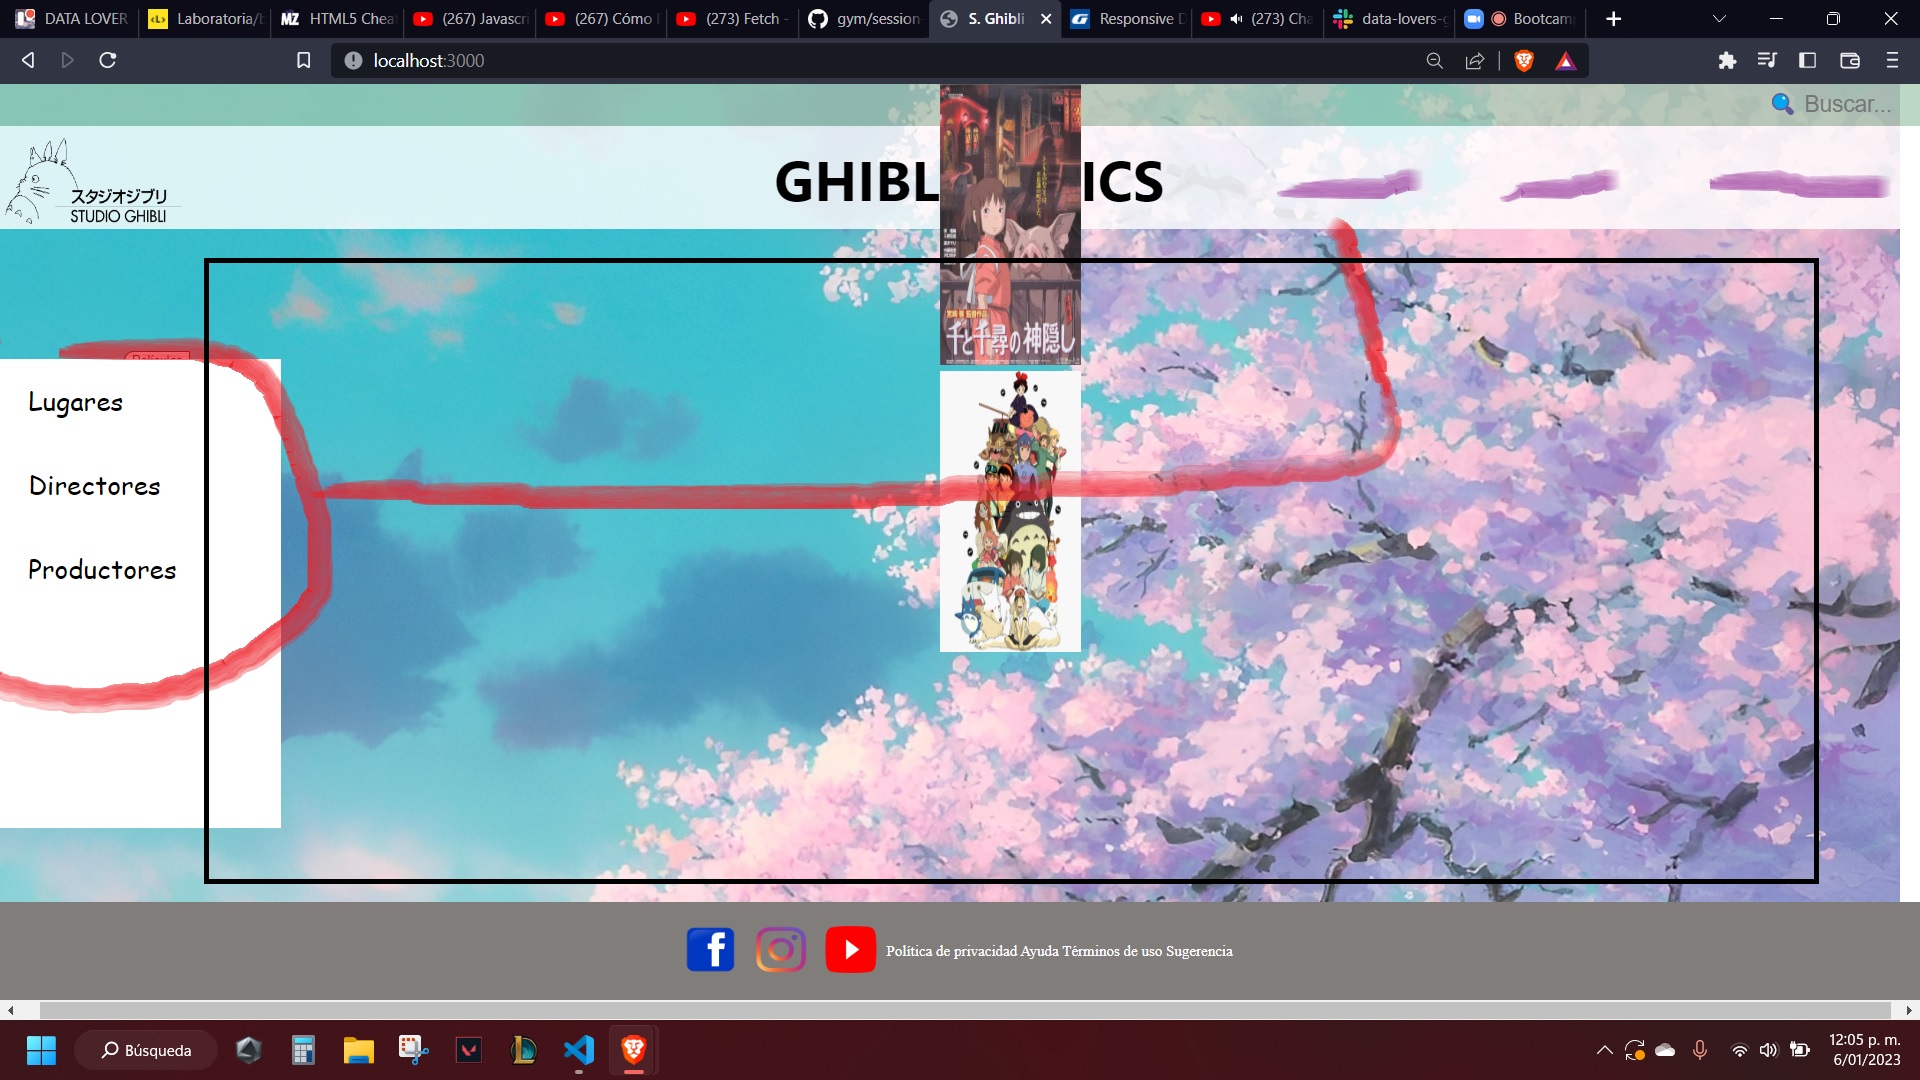 DATA LOVER
Laboratoria/b
HTML5 Chea
(267) Javascri
(267) Cómo
(273) Fetch -
gym/session
S. Ghibli
Responsive D
(273) Cha
data-lovers-g
Bootcamp
localhost:3000
Buscar...
スタジオジブリ
STUDIO GHIBLI
GHIBL
ICS
千と千尋の神隠し
Películas
Lugares
Directores
Productores
Política de privacidad Ayuda Términos de uso Sugerencia
Búsqueda
12:05 p. m.
6/01/2023